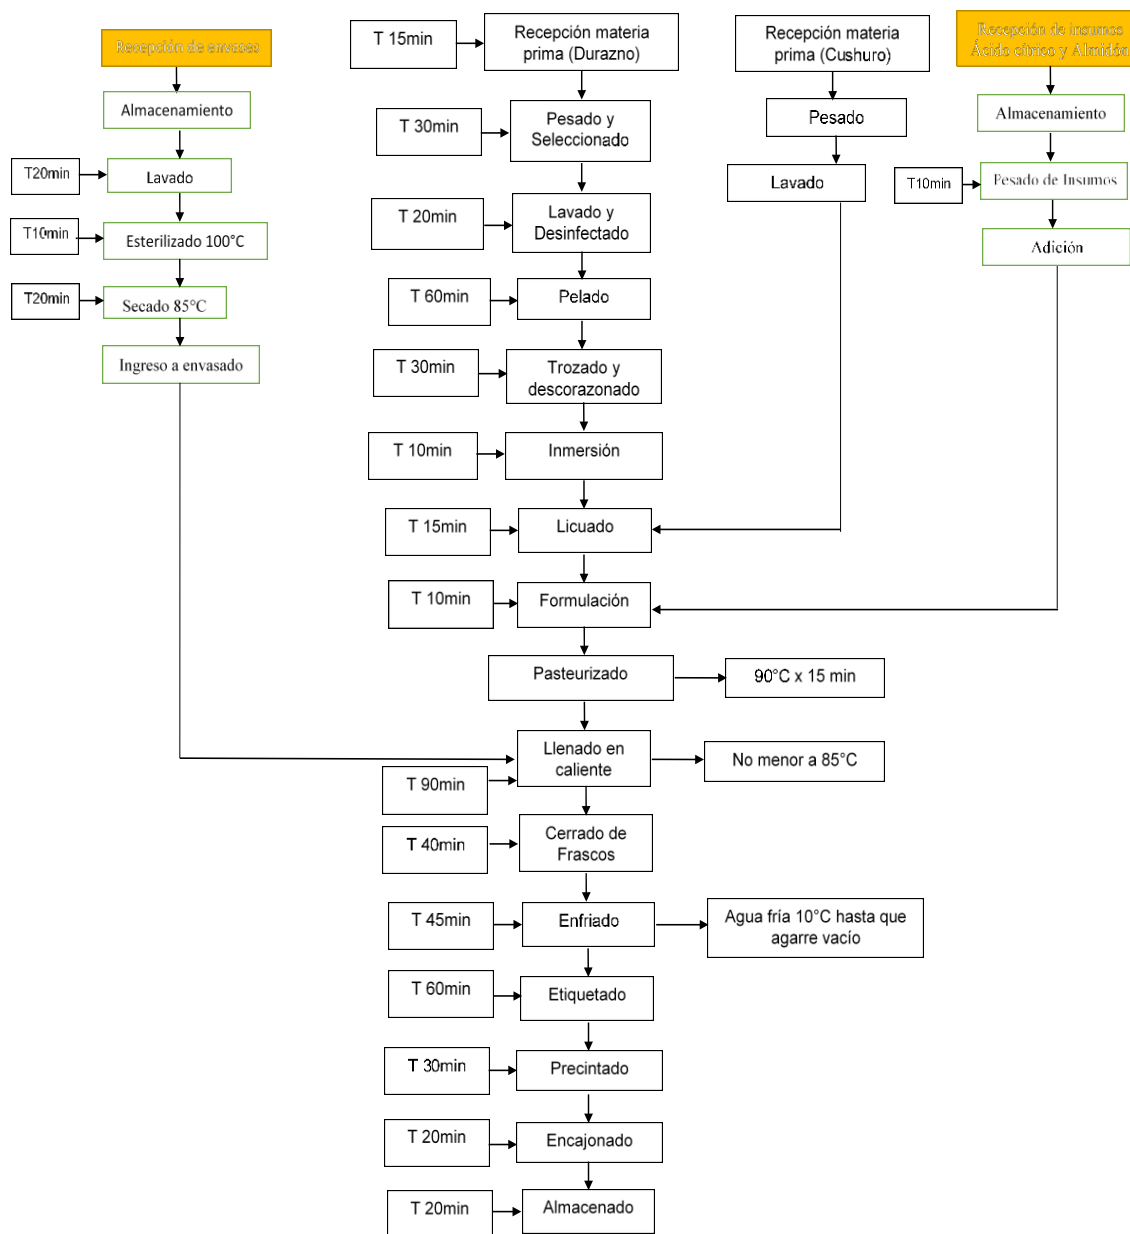 Recepción de envases
Almacenamiento
T20min
Lavado
T10min
Esterilizado 100°C
T20min
Secado 85°C
Ingreso a envasado
T 15min
Recepción materia
prima (Durazno)
T 30min
Pesado y
Seleccionado
T 20min
Lavado y
Desinfectado
T 60min
Pelado
T 30min
Trozado y
descorazonado
T 10min
Inmersión
T 15min
Licuado
T 10min
Formulación
Pasteurizado
90°C x 15 min
Llenado en
caliente
No menor a 85°C
T 90min
T 40min
Cerrado de
Frascos
T 45min
Enfriado
Agua fría 10°C hasta que
agarre vacío
T 60min
Etiquetado
T 30min
Precintado
T 20min
Encajonado
T 20min
Almacenado
Recepción materia
prima (Cushuro)
Pesado
Lavado
Recepción de insumos
Ácido cítrico y Almidón
Almacenamiento
T10min
Pesado de Insumos
Adición